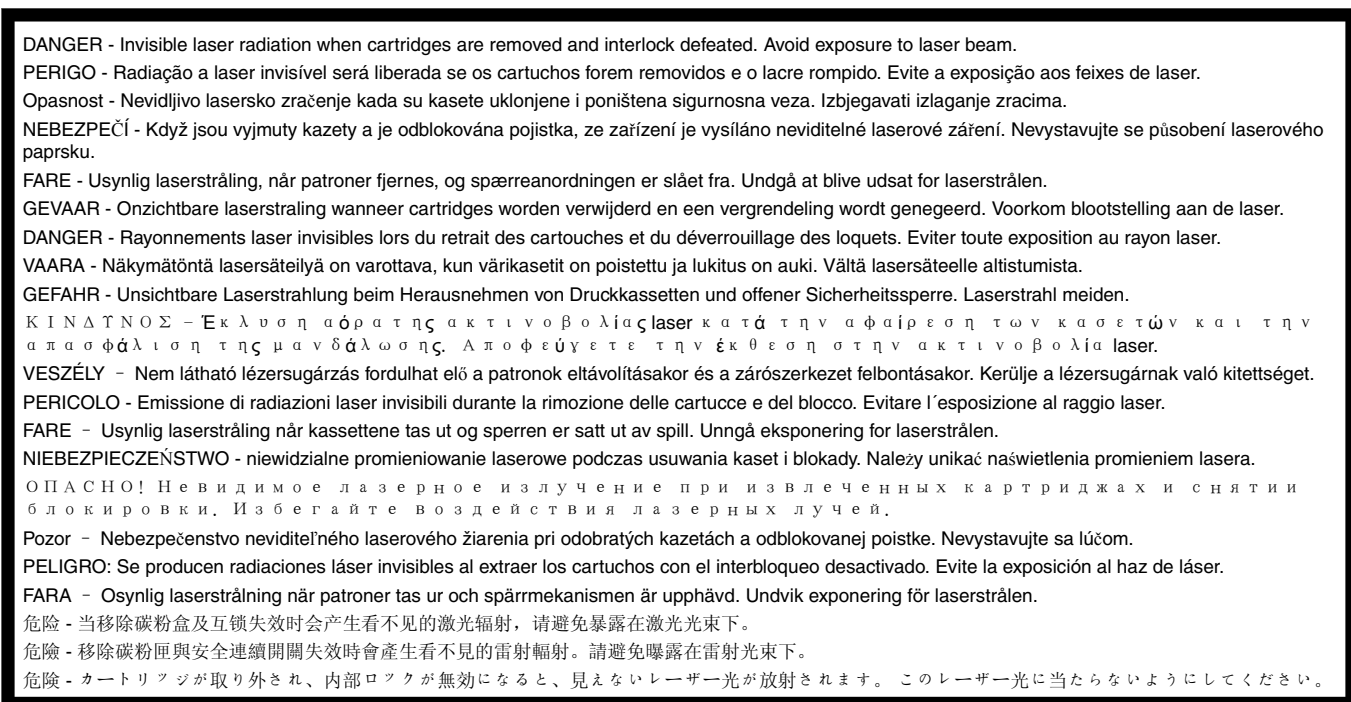 DANGER - Invisible laser radiation when cartridges are removed and interlock defeated. Avoid exposure to laser beam.
PERIGO - Radiação a laser invisível será liberada se os cartuchos forem removidos e o lacre rompido. Evite a exposição aos feixes de laser.
Opasnost - Nevidljivo lasersko zračenje kada su kasete uklonjene i poništena sigurnosna veza. Izbjegavati izlaganje zracima.
NEBEZPEČÍ - Když jsou vyjmuty kazety a je odblokována pojistka, ze zařízení je vysíláno neviditelné laserové záření. Nevystavujte se působení laserového
paprsku.
FARE - Usynlig laserstråling, når patroner fjernes, og spærreanordningen er slået fra. Undgå at blive udsat for laserstrålen.
GEVAAR - Onzichtbare laserstraling wanneer cartridges worden verwijderd en een vergrendeling wordt genegeerd. Voorkom blootstelling aan de laser.
DANGER - Rayonnements laser invisibles lors du retrait des cartouches et du déverrouillage des loquets. Eviter toute exposition au rayon laser.
VAARA - Näkymätöntä lasersäteilyä on varottava, kun värikasetit on poistettu ja lukitus on auki. Vältä lasersäteelle altistumista.
GEFAHR - Unsichtbare Laserstrahlung beim Herausnehmen von Druckkassetten und offener Sicherheitssperre. Laserstrahl meiden.
ΚΙΝΔΥΝΟΣ – Έκλυση αόρατης ακτινοβολίας laser κατά την αφαίρεση των κασετών και την
απασφάλιση της μανδάλωσης. Αποφεύγετε την έκθεση στην ακτινοβολία laser.
VESZÉLY – Nem látható lézersugárzás fordulhat elő a patronok eltávolításakor és a zárószerkezet felbontásakor. Kerülje a lézersugárnak való kitettséget.
PERICOLO - Emissione di radiazioni laser invisibili durante la rimozione delle cartucce e del blocco. Evitare l´esposizione al raggio laser.
FARE – Usynlig laserstråling når kassettene tas ut og sperren er satt ut av spill. Unngå eksponering for laserstrålen.
NIEBEZPIECZEŃSTWO - niewidzialne promieniowanie laserowe podczas usuwania kaset i blokady. Należy unikać naświetlenia promieniem lasera.
ОПАСНО! Невидимое лазерное излучение при извлеченных картриджах и снятии
блокировки. Избегайте воздействия лазерных лучей.
Pozor – Nebezpečenstvo neviditeľného laserového žiarenia pri odobratých kazetách a odblokovanej poistke. Nevystavujte sa lúčom.
PELIGRO: Se producen radiaciones láser invisibles al extraer los cartuchos con el interbloqueo desactivado. Evite la exposición al haz de láser.
FARA – Osynlig laserstrålning när patroner tas ur och spärrmekanismen är upphävd. Undvik exponering för laserstrålen.
危险 - 当移除碳粉盒及互锁失效时会产生看不见的激光辐射，请避免暴露在激光光束下。
危險 - 移除碳粉匣與安全連續開關失效時會產生看不見的雷射輻射。請避免曝露在雷射光束下。
危険 - カートリッジが取り外され、内部ロックが無効になると、見えないレーザー光が放射されます。 このレーザー光に当たらないようにしてください。